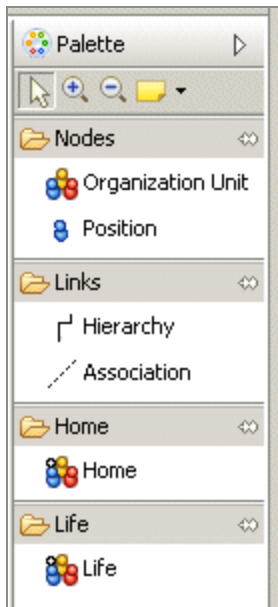 Palette
Nodes
Organization Unit
Position
Links
Hierarchy
Association
Home
Home
Life
Life